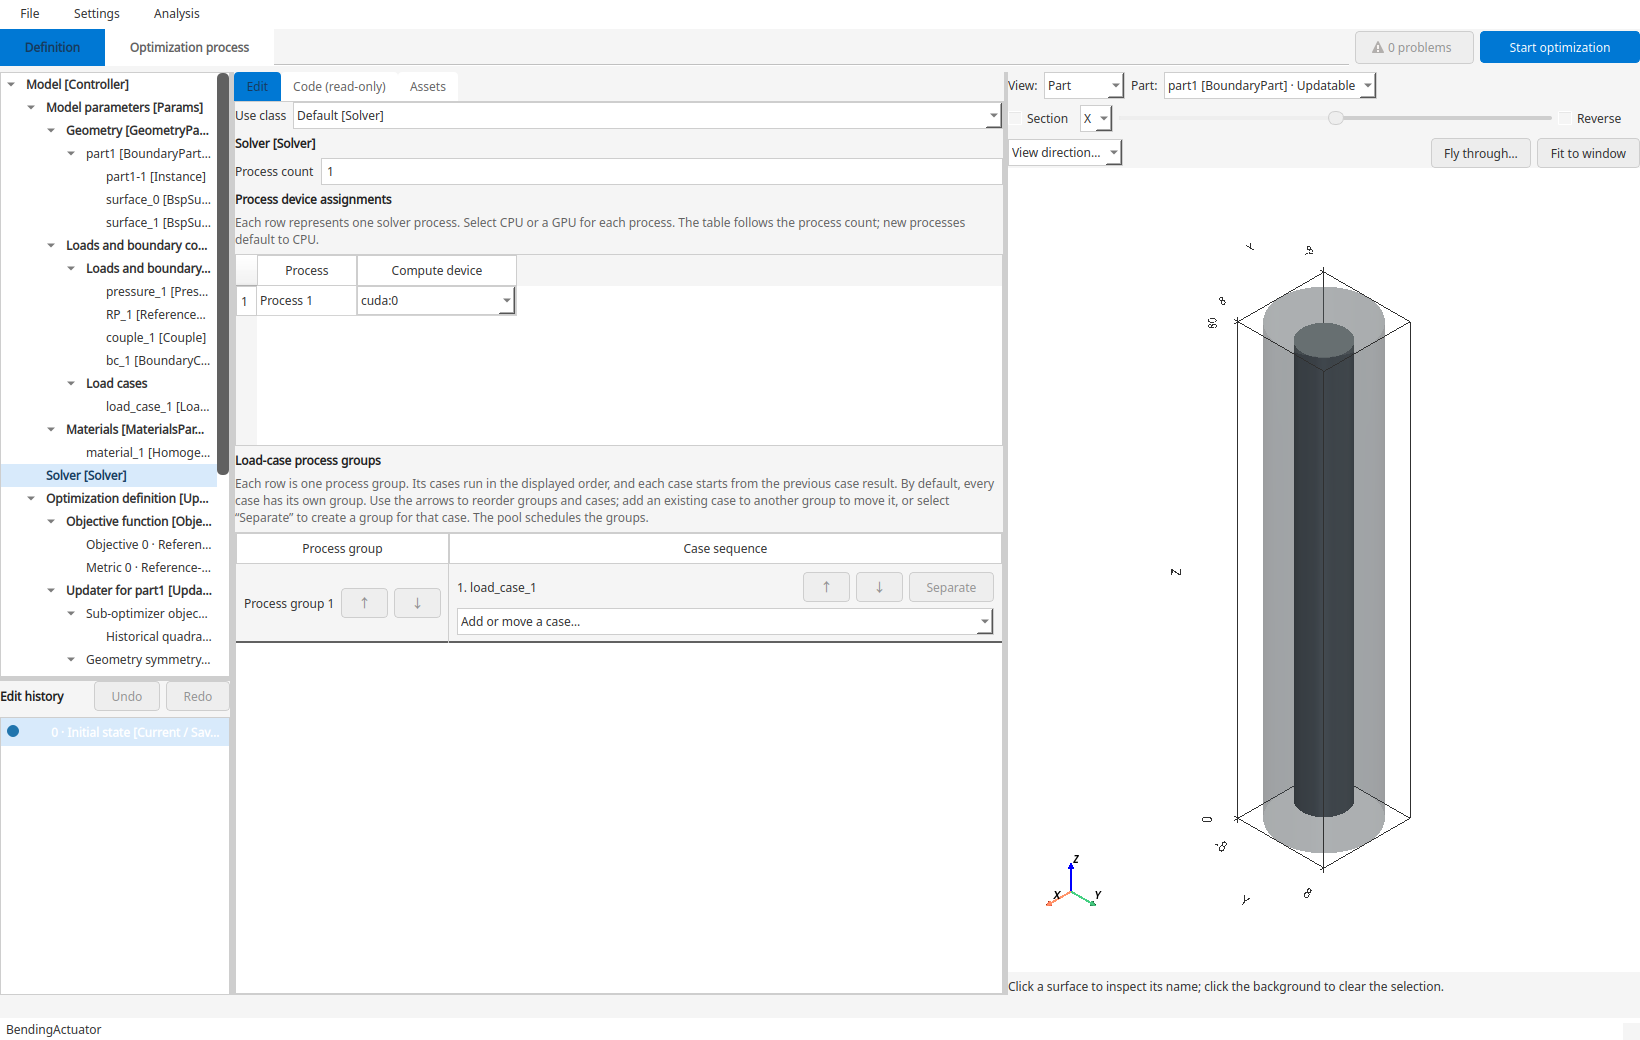 File Settings Analysis
Definition Optimization process 0 problems Start optimization
Model [Controller]
Model parameters [Params]
Geometry [GeometryPa...
part1 [BoundaryPart...
part1-1 [Instance]
surface_0 [BspSu...
surface_1 [BspSu...
Loads and boundary co...
Loads and boundary...
pressure_1 [Pres...
RP_1 [Reference...
couple_1 [Couple]
bc_1 [BoundaryC...
Load cases
load_case_1 [Loa...
Materials [MaterialsPar...
material_1 [Homoge...
Solver [Solver]
Optimization definition [Up...
Objective function [Obje...
Objective 0 · Referen...
Metric 0 · Reference-...
Updater for part1 [Upda...
Sub-optimizer objec...
Historical quadra...
Geometry symmetry...
Edit history Undo Redo
0 · Initial state [Current / Sav...
Edit Code (read-only) Assets
Use class Default [Solver]
Solver [Solver]
Process count 1
Process device assignments
Each row represents one solver process. Select CPU or a GPU for each process. The table follows the process count; new processes
default to CPU.
Process Compute device
1 Process 1 cuda:0
Load-case process groups
Each row is one process group. Its cases run in the displayed order, and each case starts from the previous case result. By default, every
case has its own group. Use the arrows to reorder groups and cases; add an existing case to another group to move it, or select
“Separate” to create a group for that case. The pool schedules the groups.
Process group Case sequence
Process group 1 ↑ ↓
1. load_case_1 ↑ ↓ Separate
Add or move a case...
View: Part Part: part1 [BoundaryPart] · Updatable
Section X Reverse
View direction... Fly through... Fit to window
60
Z
0
-8
Z
X Y
Click a surface to inspect its name; click the background to clear the selection.
BendingActuator